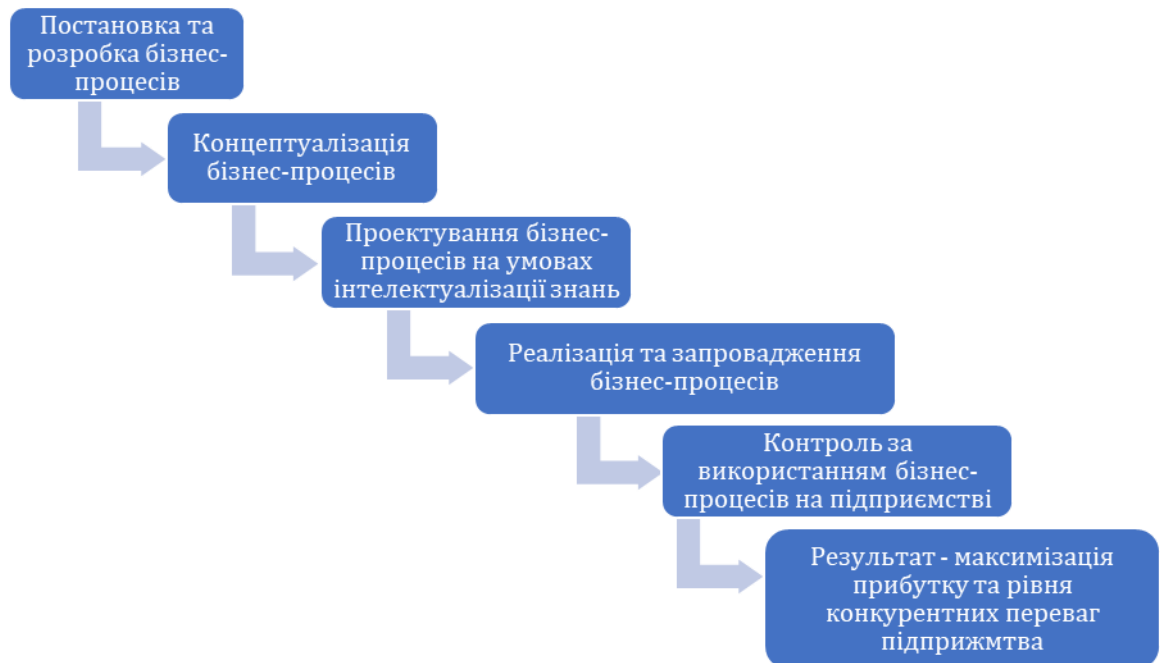 Постановка та
розробка бізнес-
процесів
Концептуалізація
бізнес-процесів
Проектування бізнес-
процесів на умовах
інтелектуалізації знань
Реалізація та запровадження
бізнес-процесів
Контроль за
використанням бізнес-
процесів на підприємстві
Результат - максимізація
прибутку та рівня
конкурентних переваг
підприжмтва